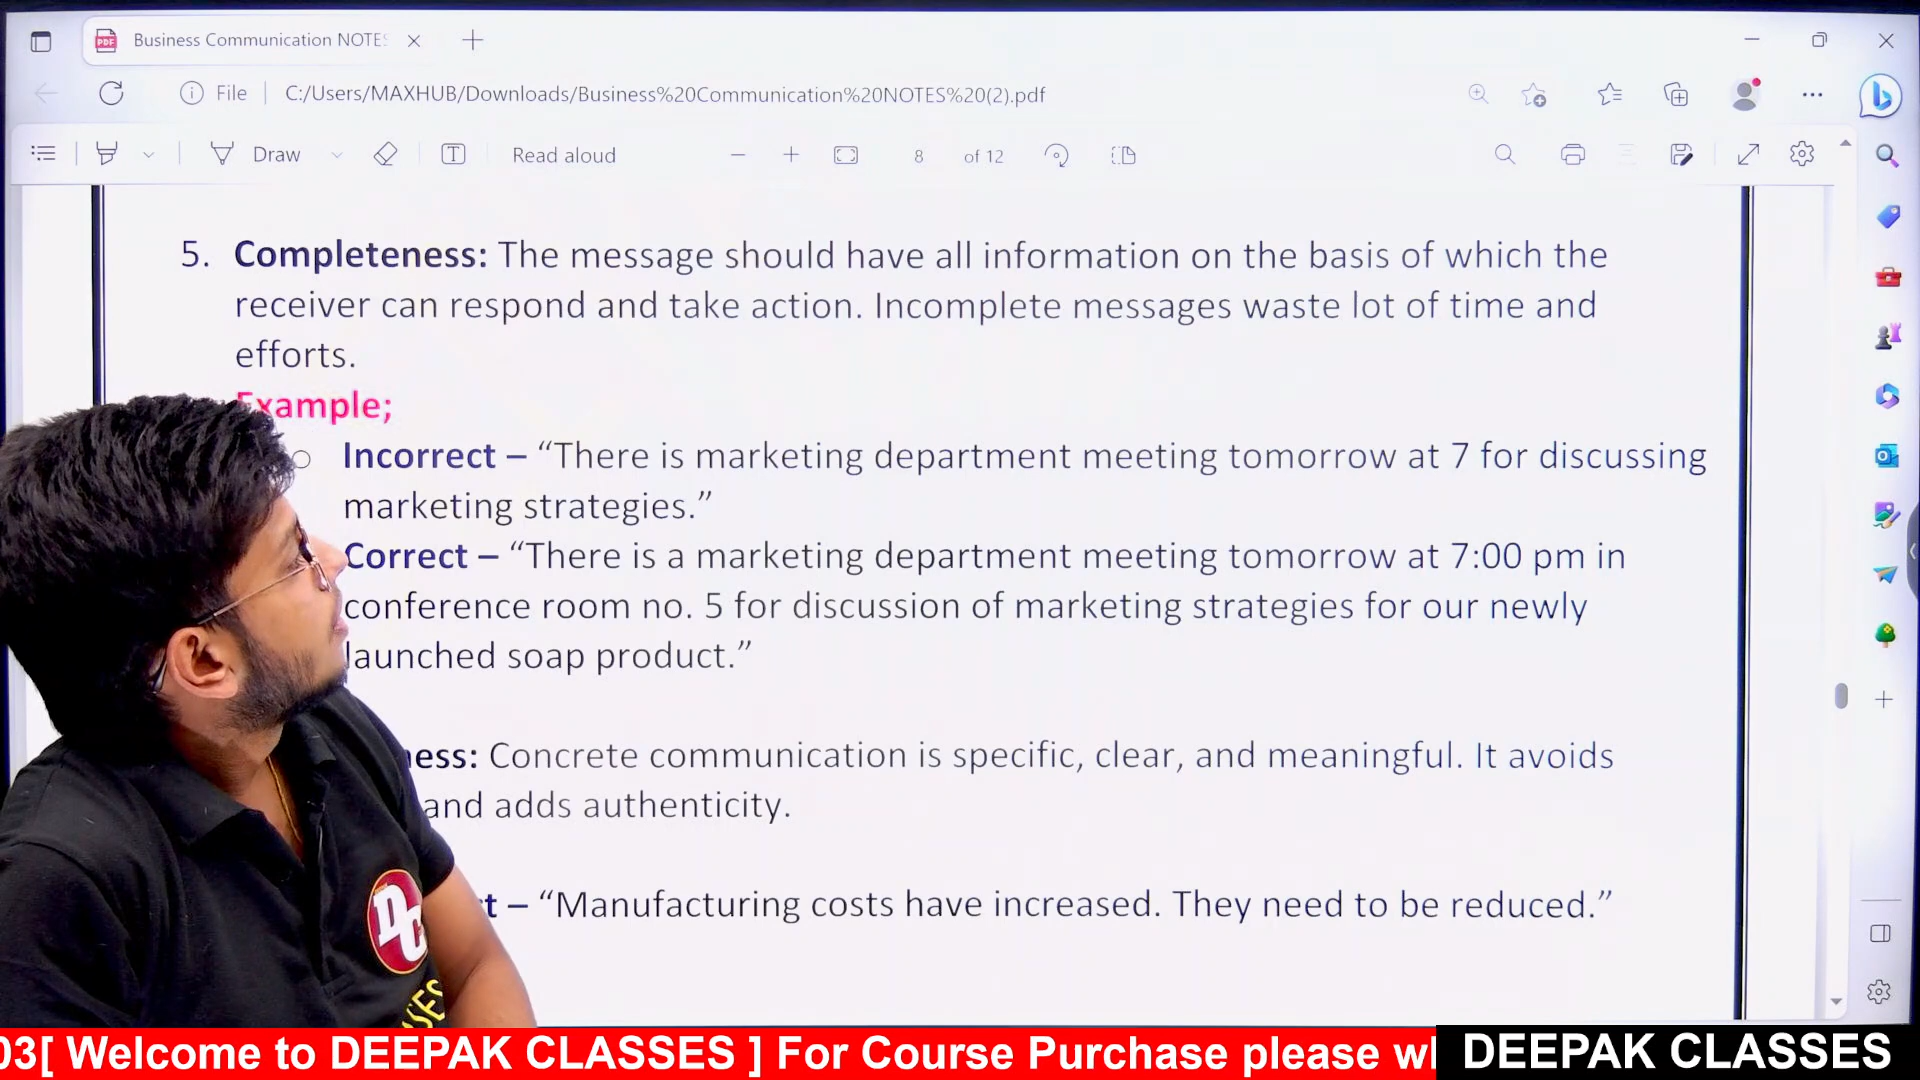 Business Communication NOTES
File
C:/Users/MAXHUB/Downloads/Business%20Communication%20NOTES%20(2).pdf
Draw
Read aloud
8 of 12
5. Completeness: The message should have all information on the basis of which the
receiver can respond and take action. Incomplete messages waste lot of time and
efforts.
Example;
Incorrect – “There is marketing department meeting tomorrow at 7 for discussing
marketing strategies.”
Correct – “There is a marketing department meeting tomorrow at 7:00 pm in
conference room no. 5 for discussion of marketing strategies for our newly
launched soap product.”
ness: Concrete communication is specific, clear, and meaningful. It avoids
and adds authenticity.
t – “Manufacturing costs have increased. They need to be reduced.”
DC
03[ Welcome to DEEPAK CLASSES ] For Course Purchase please
DEEPAK CLASSES